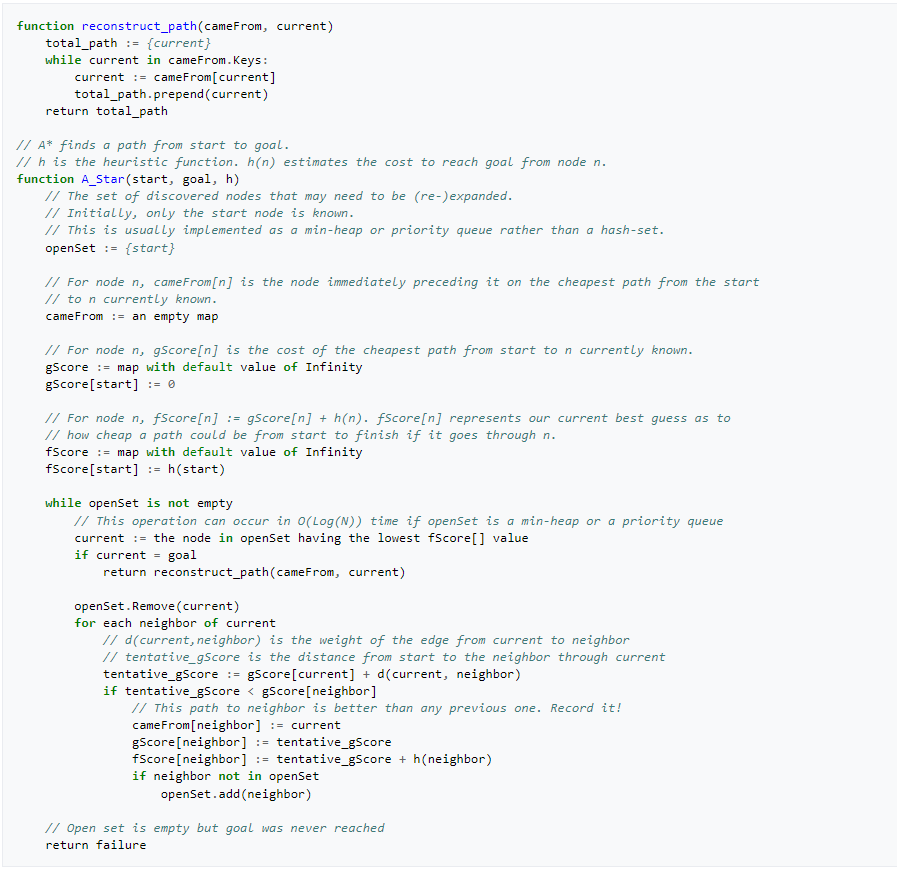 function reconstruct_path(cameFrom, current)
    total_path := {current}
    while current in cameFrom.Keys:
        current := cameFrom[current]
        total_path.prepend(current)
    return total_path

// A* finds a path from start to goal.
// h is the heuristic function. h(n) estimates the cost to reach goal from node n.
function A_Star(start, goal, h)
    // The set of discovered nodes that may need to be (re-)expanded.
    // Initially, only the start node is known.
    // This is usually implemented as a min-heap or priority queue rather than a hash-set.
    openSet := {start}

    // For node n, cameFrom[n] is the node immediately preceding it on the cheapest path from the start
    // to n currently known.
    cameFrom := an empty map

    // For node n, gScore[n] is the cost of the cheapest path from start to n currently known.
    gScore := map with default value of Infinity
    gScore[start] := 0

    // For node n, fScore[n] := gScore[n] + h(n). fScore[n] represents our current best guess as to
    // how cheap a path could be from start to finish if it goes through n.
    fScore := map with default value of Infinity
    fScore[start] := h(start)

    while openSet is not empty
        // This operation can occur in O(Log(N)) time if openSet is a min-heap or a priority queue
        current := the node in openSet having the lowest fScore[] value
        if current = goal
            return reconstruct_path(cameFrom, current)

        openSet.Remove(current)
        for each neighbor of current
            // d(current,neighbor) is the weight of the edge from current to neighbor
            // tentative_gScore is the distance from start to the neighbor through current
            tentative_gScore := gScore[current] + d(current, neighbor)
            if tentative_gScore < gScore[neighbor]
                // This path to neighbor is better than any previous one. Record it!
                cameFrom[neighbor] := current
                gScore[neighbor] := tentative_gScore
                fScore[neighbor] := tentative_gScore + h(neighbor)
                if neighbor not in openSet
                    openSet.add(neighbor)

    // Open set is empty but goal was never reached
    return failure